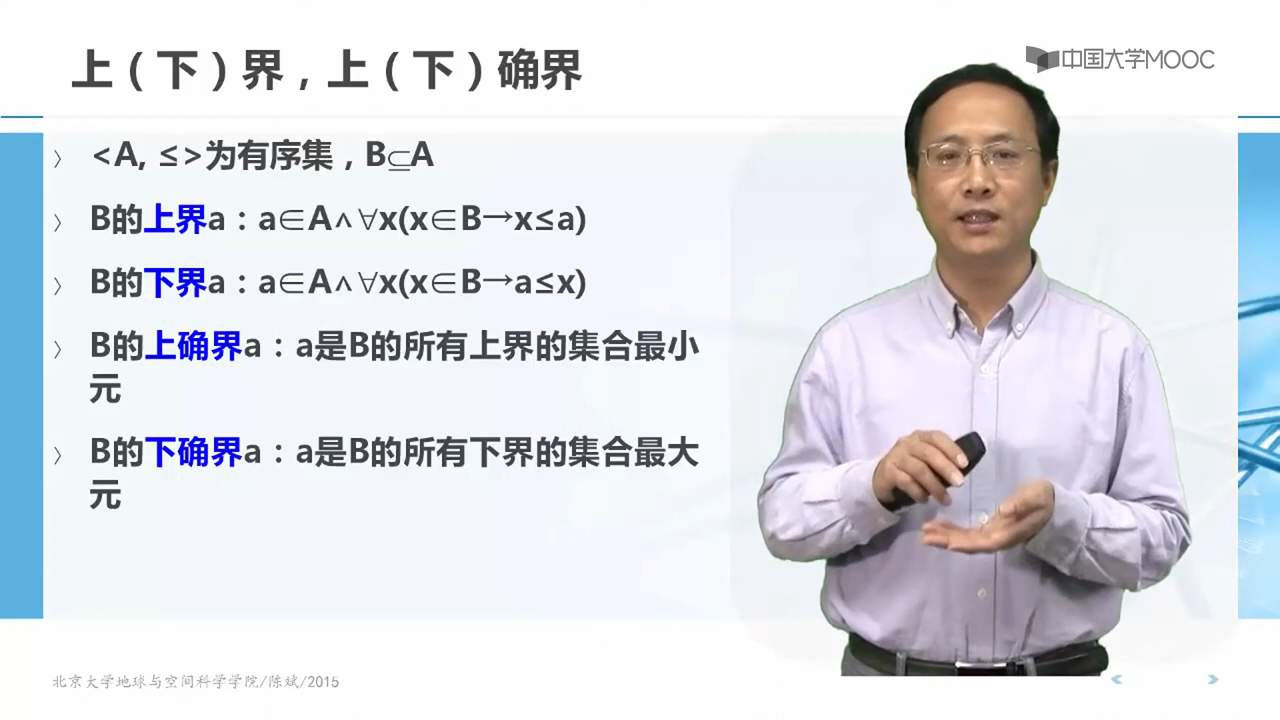 上（下）界，上（下）确界
中国大学MOOC
〉 <A, ≤>为有序集，B⊆A
〉 B的上界a：a∈A∧∀x(x∈B→x≤a)
〉 B的下界a：a∈A∧∀x(x∈B→a≤x)
〉 B的上确界a：a是B的所有上界的集合最小
元
〉 B的下确界a：a是B的所有下界的集合最大
元
北京大学地球与空间科学学院/陈斌/2015